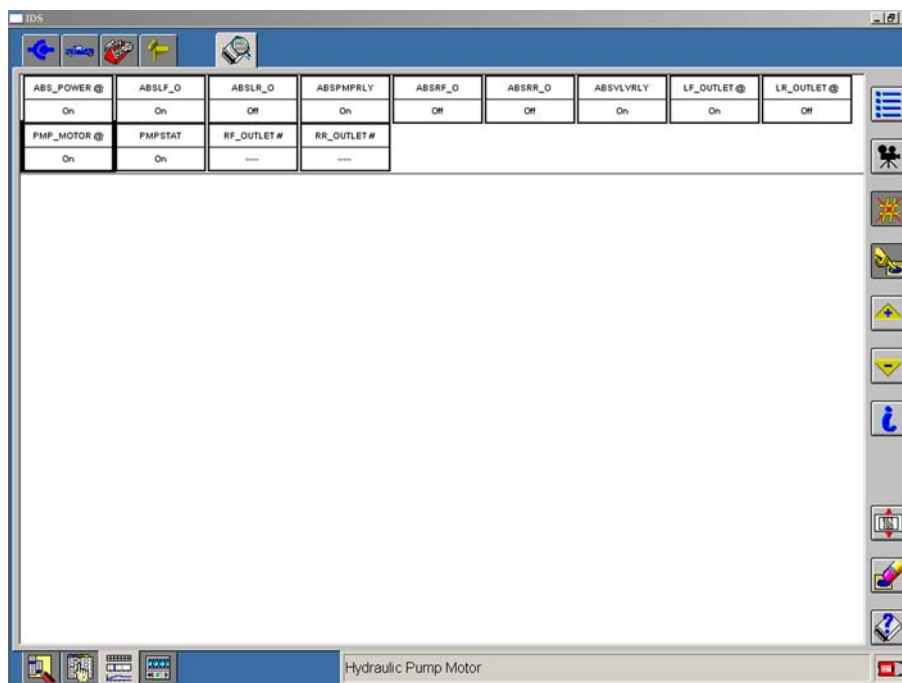 IDS
ABS_POWER @ ABSLF_O ABSLR_O ABSPMPRLY ABSRF_O ABSRR_O ABSVLVRLY LF_OUTLET @ LR_OUTLET @
On On Off On Off Off On On Off
PMP_MOTOR @ PMPSTAT RF_OUTLET # RR_OUTLET #
On On ----- -----
Hydraulic Pump Motor